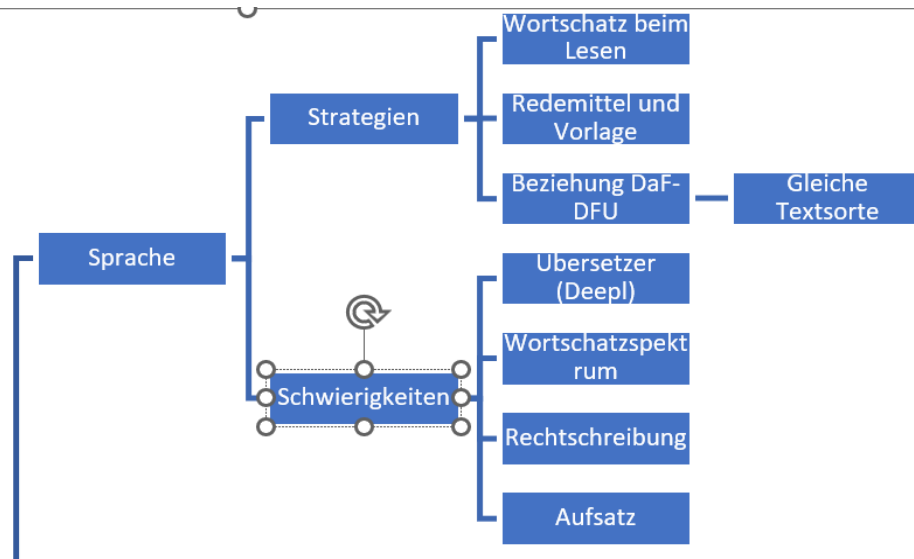 Wortschatz beim
Lesen
Strategien
Redemittel und
Vorlage
Beziehung DaF-
DFU
Gleiche
Textsorte
Sprache
Übersetzer
(Deepl)
Wortschatzspekt
rum
Schwierigkeiten
Rechtschreibung
Aufsatz